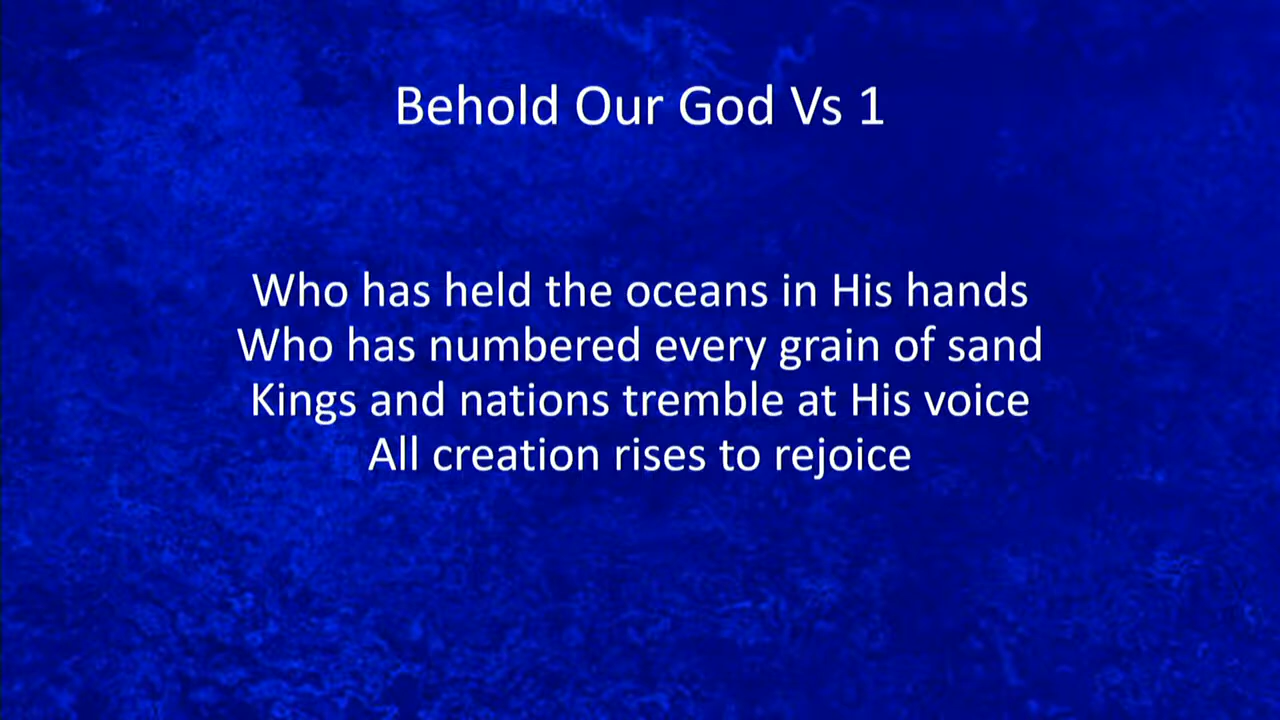 Behold Our God Vs 1
Who has held the oceans in His hands
Who has numbered every grain of sand
Kings and nations tremble at His voice
All creation rises to rejoice